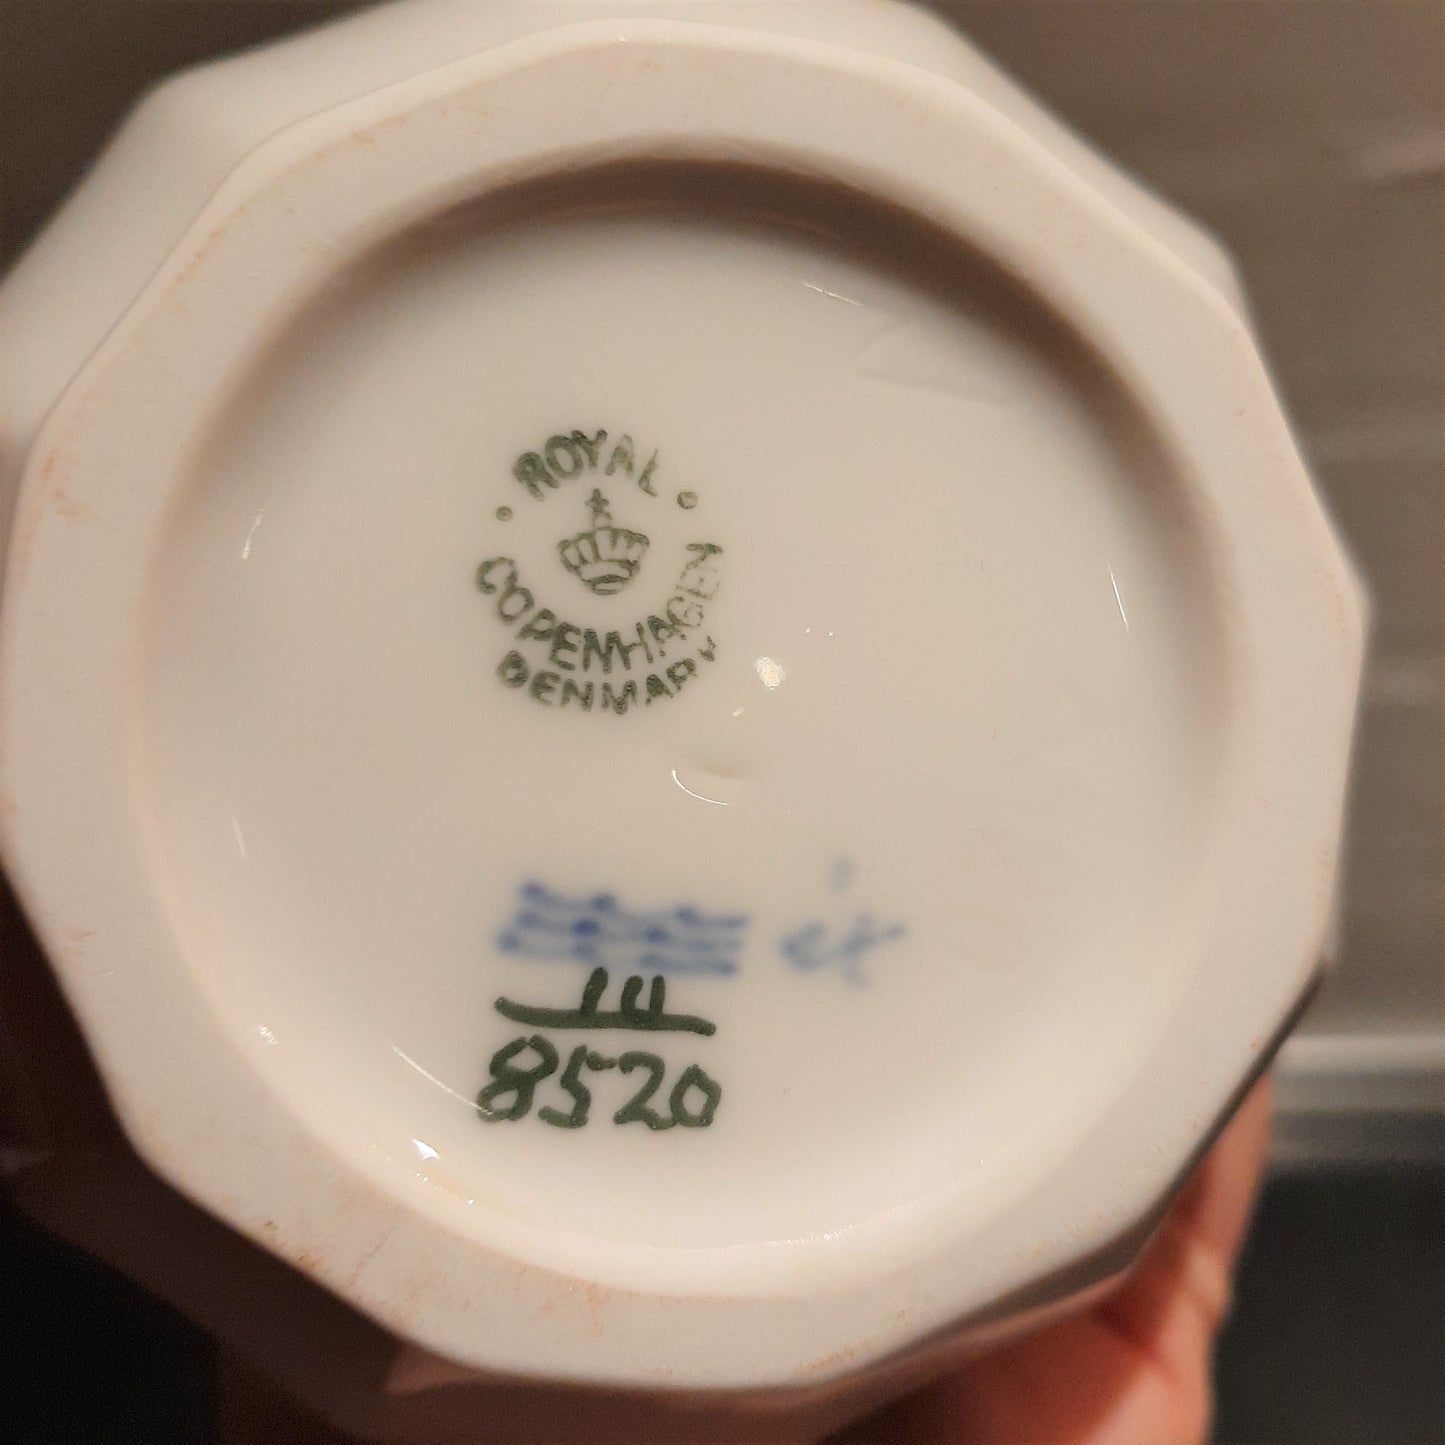 ROYAL
COPENHAGEN
DENMARK
8520